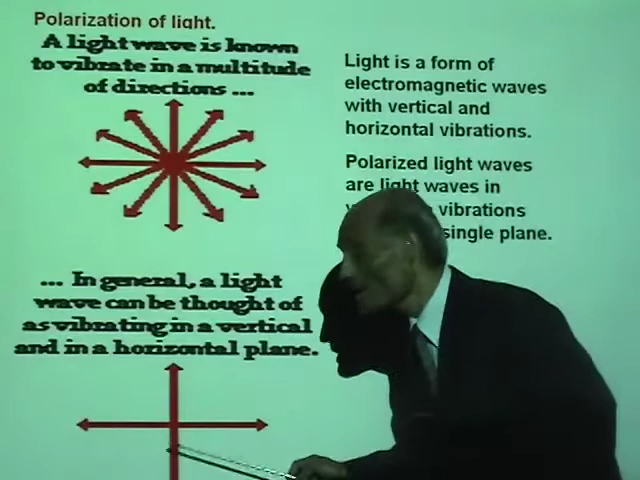 Polarization of light.
A light wave is known
to vibrate in a multitude
of directions ...
Light is a form of
electromagnetic waves
with vertical and
horizontal vibrations.
Polarized light waves
are light waves in
vibrations
single plane.
... In general, a light
wave can be thought of
as vibrating in a vertical
and in a horizontal plane.